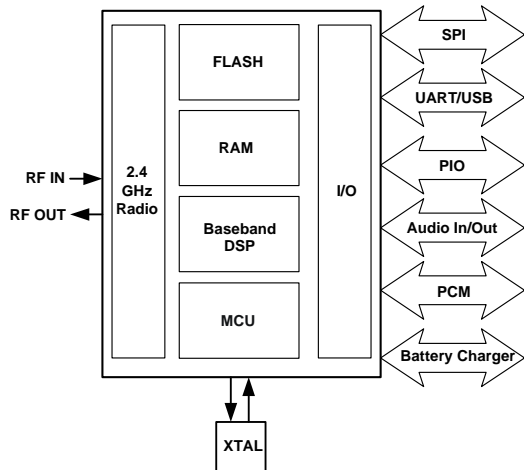 FLASH
RAM
Baseband
DSP
MCU
2.4
GHz
Radio
I/O
RF IN
RF OUT
SPI
UART/USB
PIO
Audio In/Out
PCM
Battery Charger
XTAL